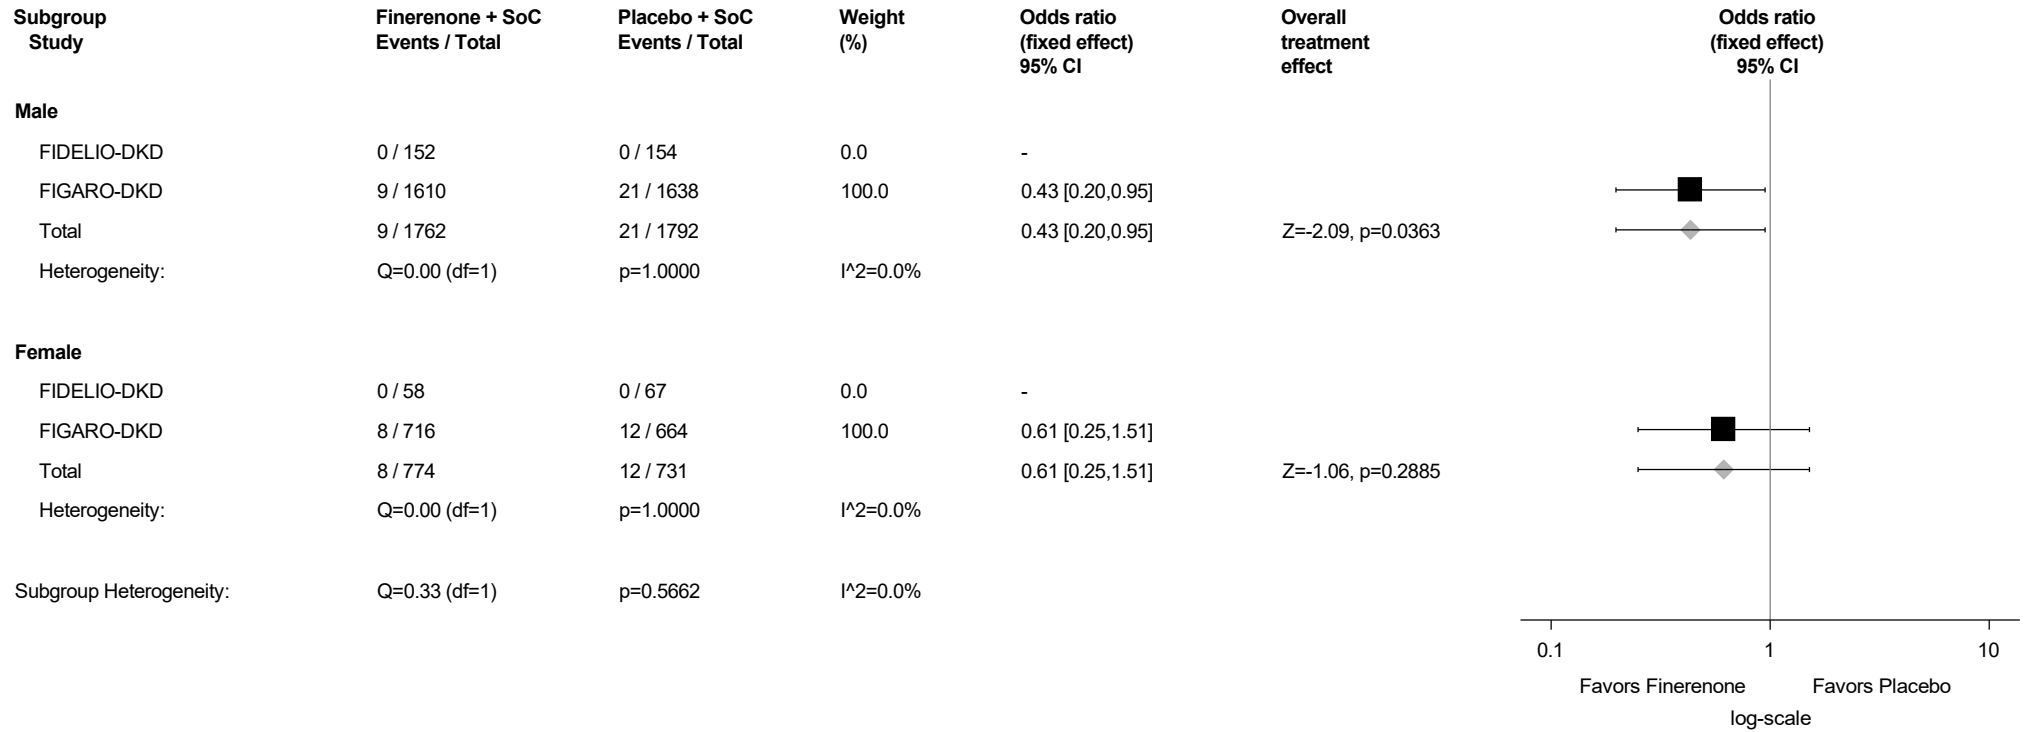 Subgroup Finerenone + SoC Placebo + SoC Weight Odds ratio Overall Odds ratio
Study Events / Total Events / Total (%) (fixed effect) treatment (fixed effect)
95% CI effect 95% CI
Male
FIDELIO-DKD 0 / 152 0 / 154 0.0 -
FIGARO-DKD 9 / 1610 21 / 1638 100.0 0.43 [0.20,0.95]
Total 9 / 1762 21 / 1792 0.43 [0.20,0.95] Z=-2.09, p=0.0363
Heterogeneity: Q=0.00 (df=1) p=1.0000 I^2=0.0%
Female
FIDELIO-DKD 0 / 58 0 / 67 0.0 -
FIGARO-DKD 8 / 716 12 / 664 100.0 0.61 [0.25,1.51]
Total 8 / 774 12 / 731 0.61 [0.25,1.51] Z=-1.06, p=0.2885
Heterogeneity: Q=0.00 (df=1) p=1.0000 I^2=0.0%
Subgroup Heterogeneity: Q=0.33 (df=1) p=0.5662 I^2=0.0%
0.1 1 10
Favors Finerenone Favors Placebo
log-scale